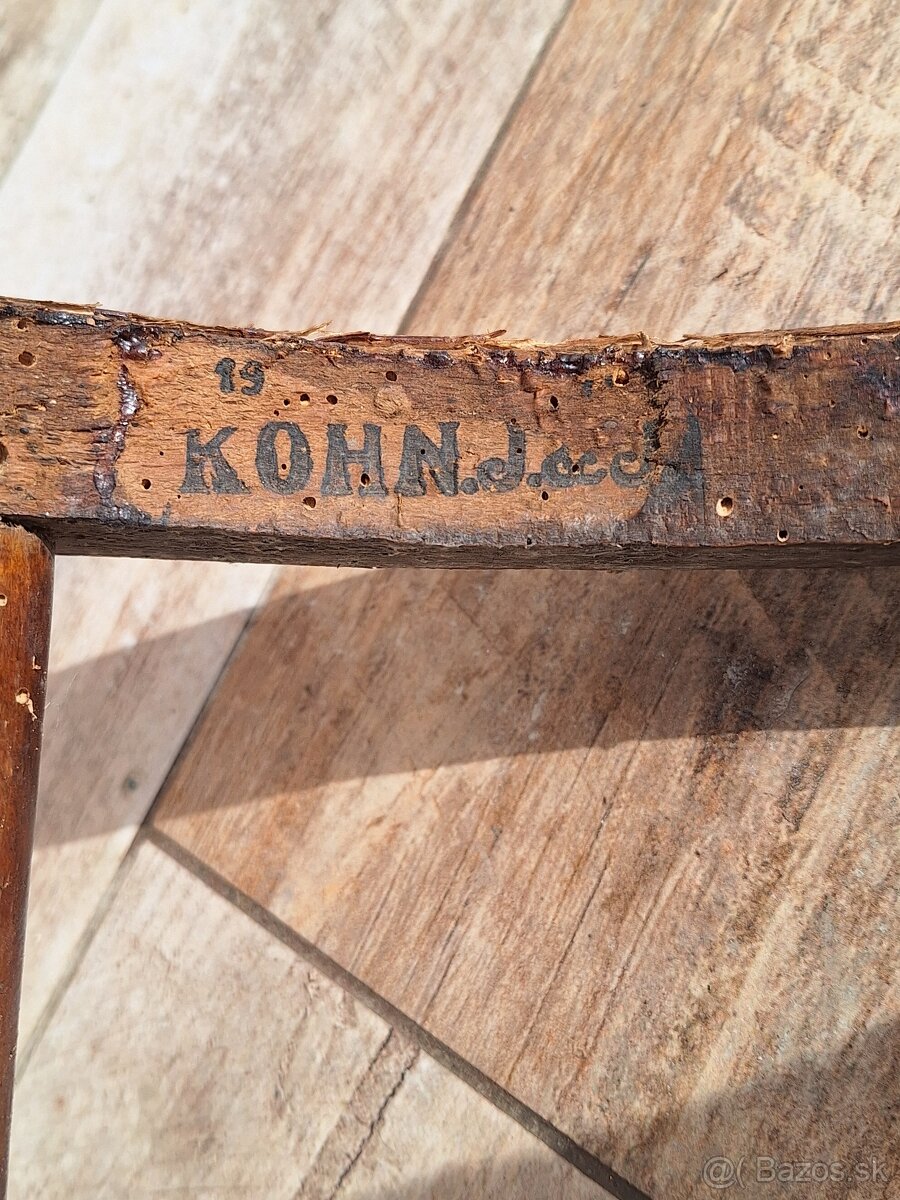 19
KOHN.J.
@( Bazos.sk